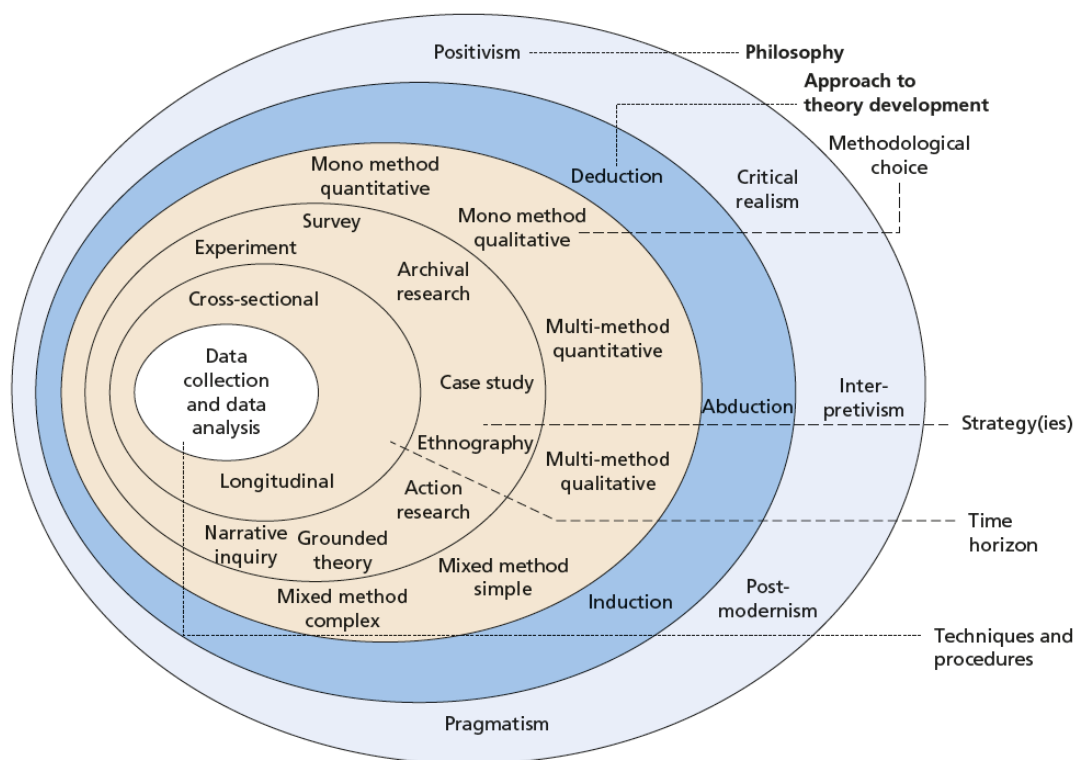 Positivism
Philosophy
Approach to
theory development
Methodological
choice
Mono method
quantitative
Deduction
Critical
realism
Mono method
qualitative
Survey
Experiment
Archival
research
Cross-sectional
Multi-method
quantitative
Data
collection
and data
analysis
Case study
Abduction
Inter-
pretivism
Strategy(ies)
Ethnography
Multi-method
qualitative
Longitudinal
Action
research
Time
horizon
Narrative
inquiry
Grounded
theory
Mixed method
simple
Mixed method
complex
Induction
Post-
modernism
Techniques and
procedures
Pragmatism